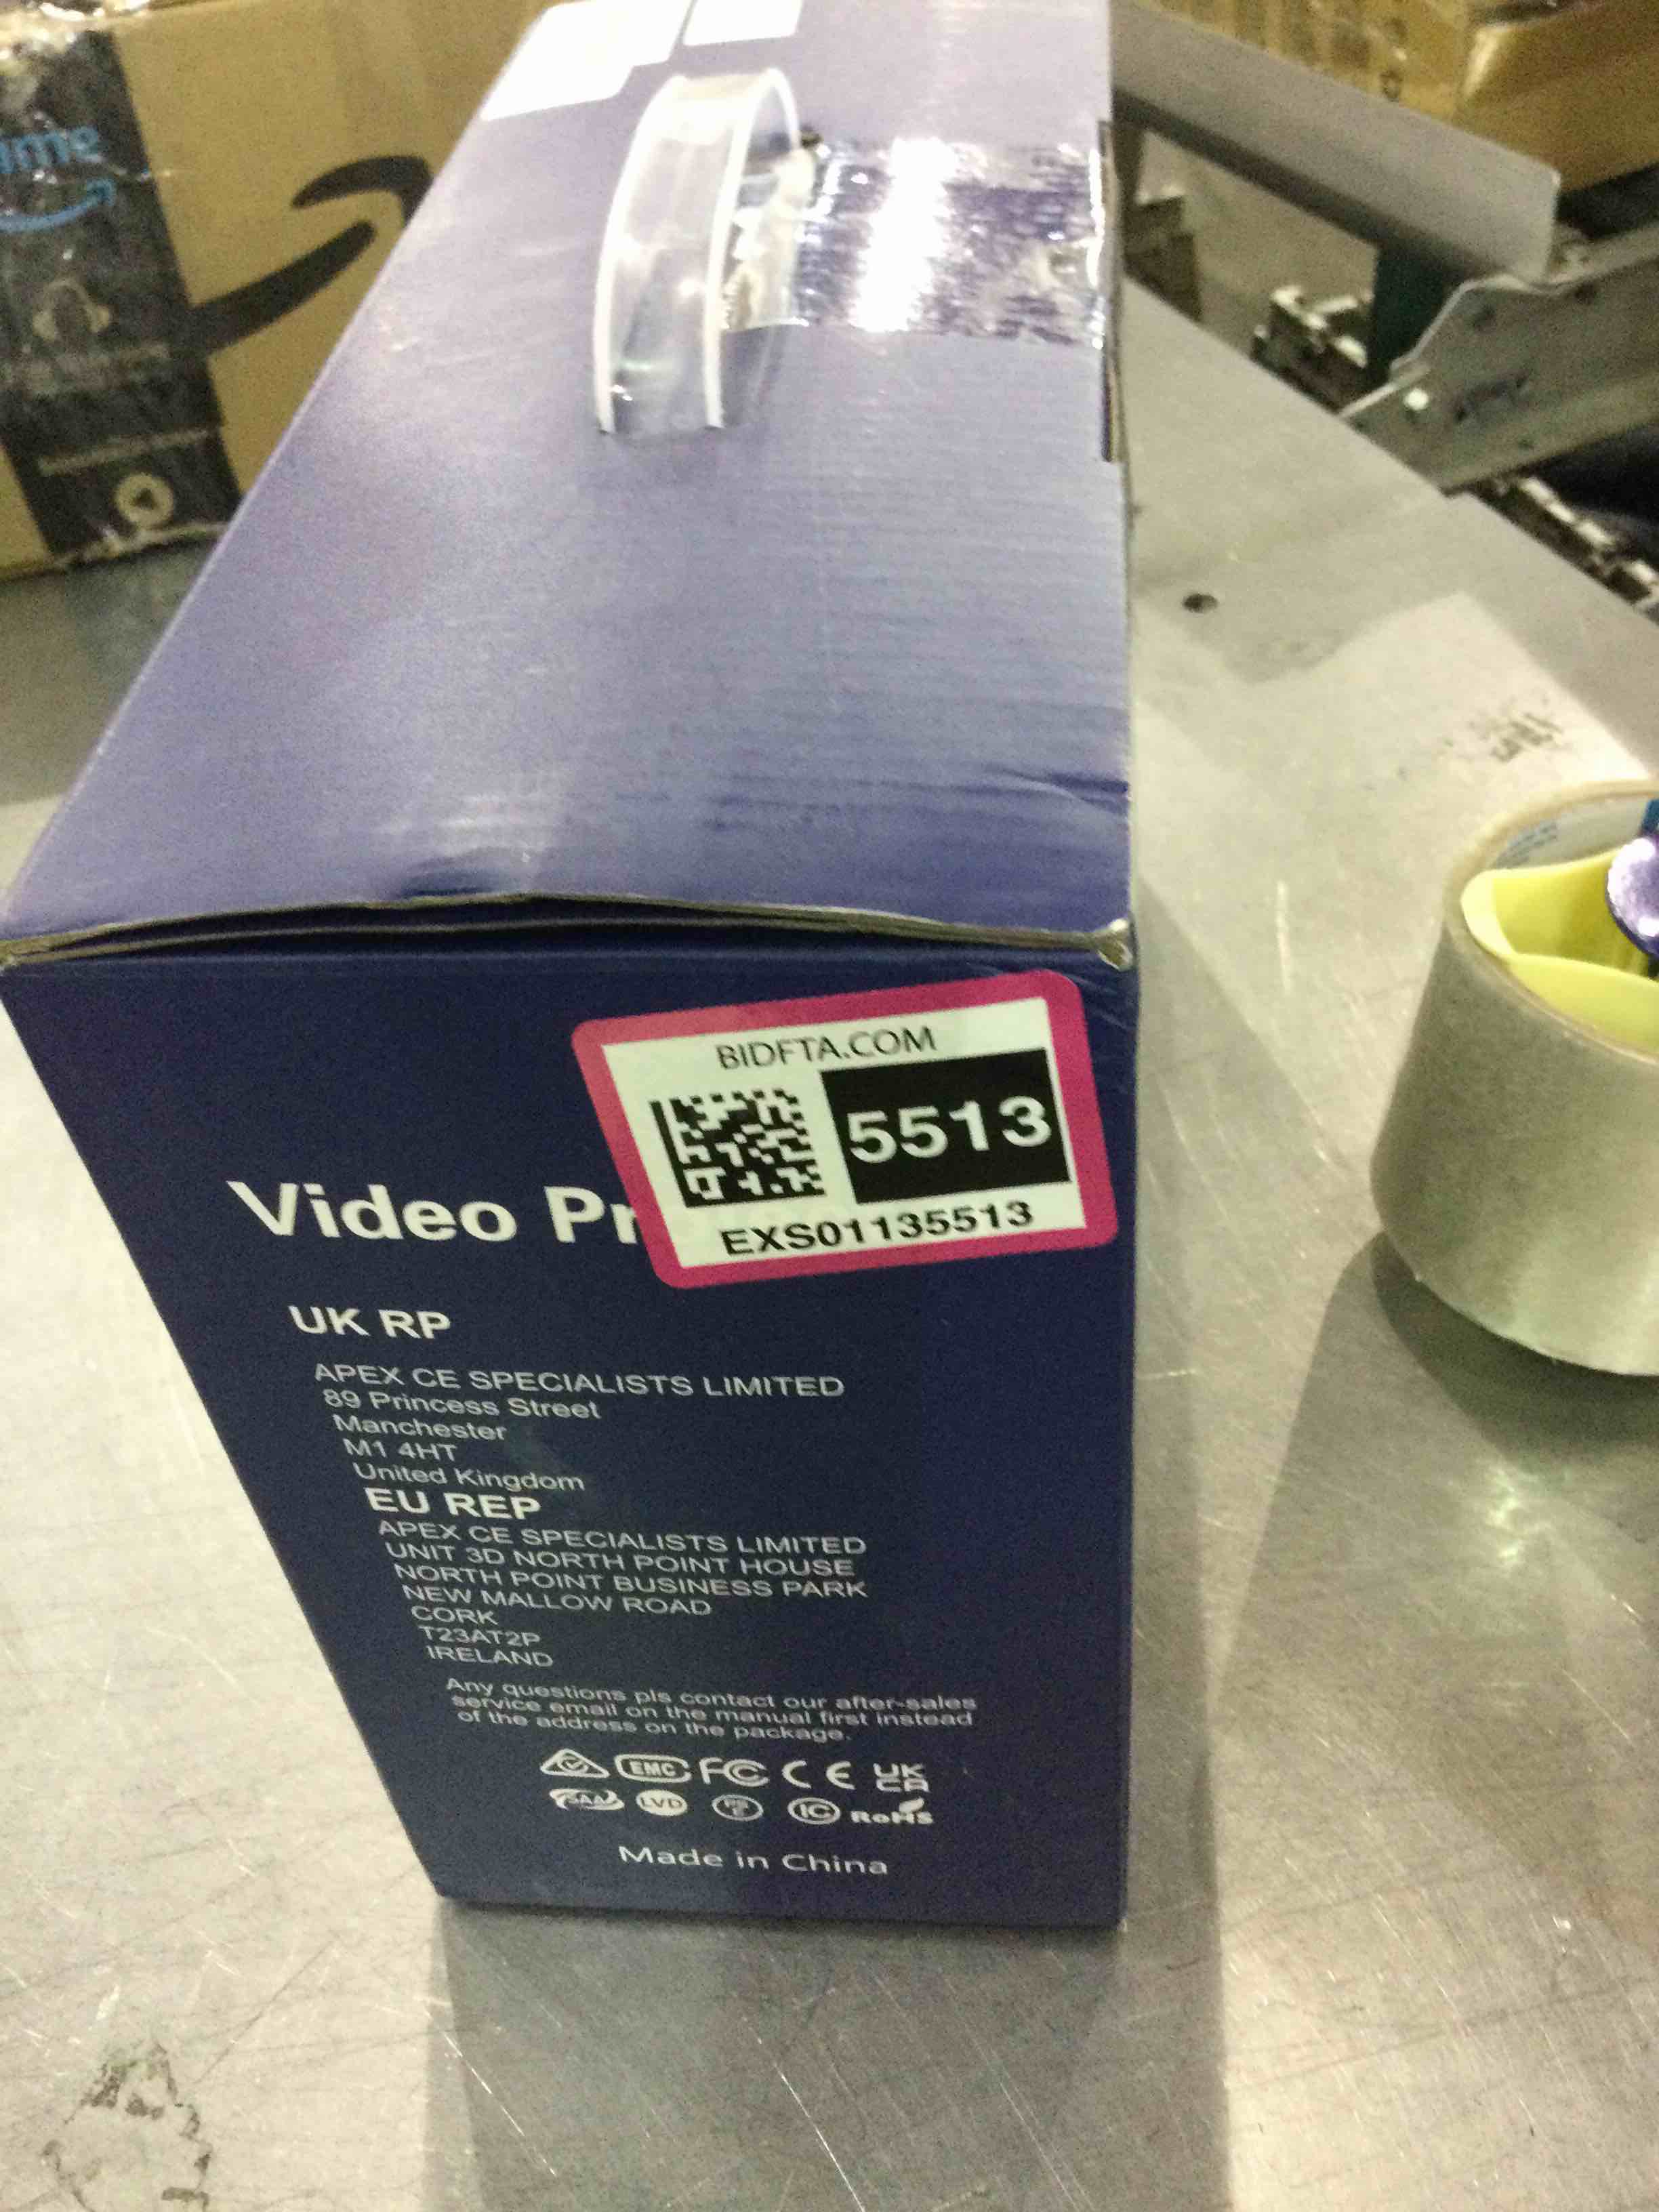 BIDFTA.COM
5513
EXS01135513
Video Pr
UK RP
APEX CE SPECIALISTS LIMITED
89 Princess Street
Manchester
M1 4HT
United Kingdom
EU REP
APEX CE SPECIALISTS LIMITED
UNIT 3D NORTH POINT HOUSE
NORTH POINT BUSINESS PARK
NEW MALLOW ROAD
CORK
T23AT2P
IRELAND
Any questions pls contact our after-sales
service email on the manual first instead
of the address on the package.
EMC FC CE UK CA
SAA LVD IC RoHS
Made in China